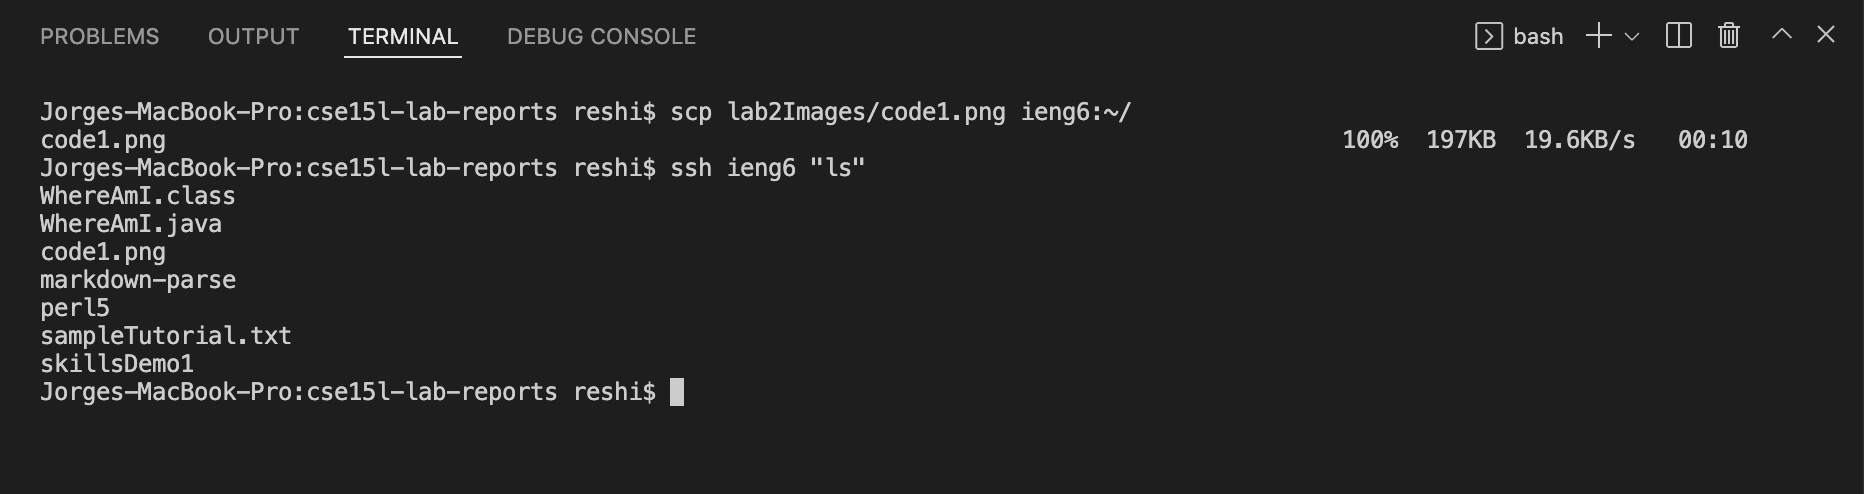 PROBLEMS OUTPUT TERMINAL DEBUG CONSOLE bash
Jorges-MacBook-Pro:cse15l-lab-reports reshi$ scp lab2Images/code1.png ieng6:~/
code1.png 100% 197KB 19.6KB/s 00:10
Jorges-MacBook-Pro:cse15l-lab-reports reshi$ ssh ieng6 "ls"
WhereAmI.class
WhereAmI.java
code1.png
markdown-parse
perl5
sampleTutorial.txt
skillsDemo1
Jorges-MacBook-Pro:cse15l-lab-reports reshi$